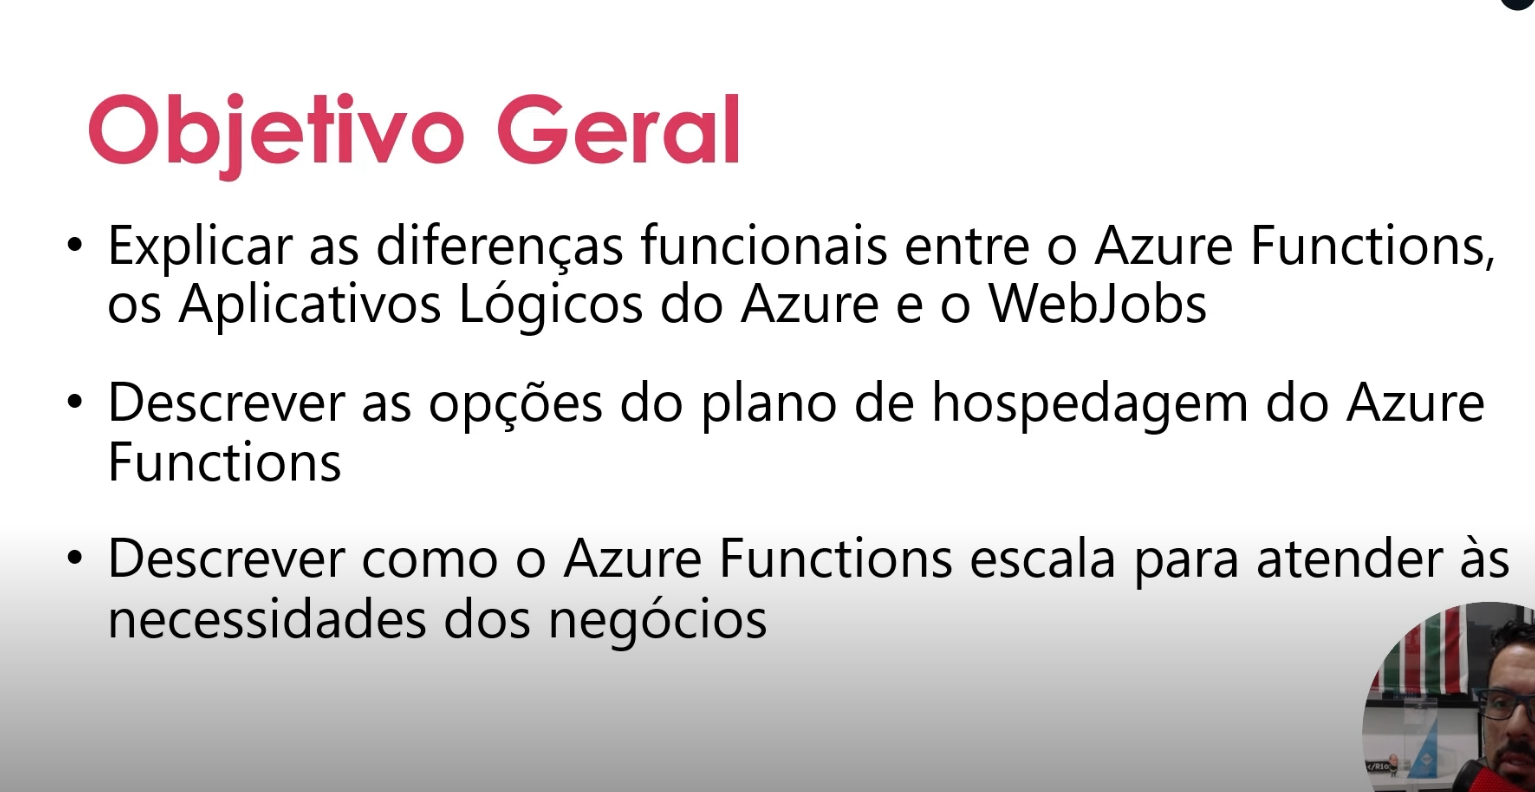 Objetivo Geral
• Explicar as diferenças funcionais entre o Azure Functions,
os Aplicativos Lógicos do Azure e o WebJobs
• Descrever as opções do plano de hospedagem do Azure
Functions
• Descrever como o Azure Functions escala para atender às
necessidades dos negócios